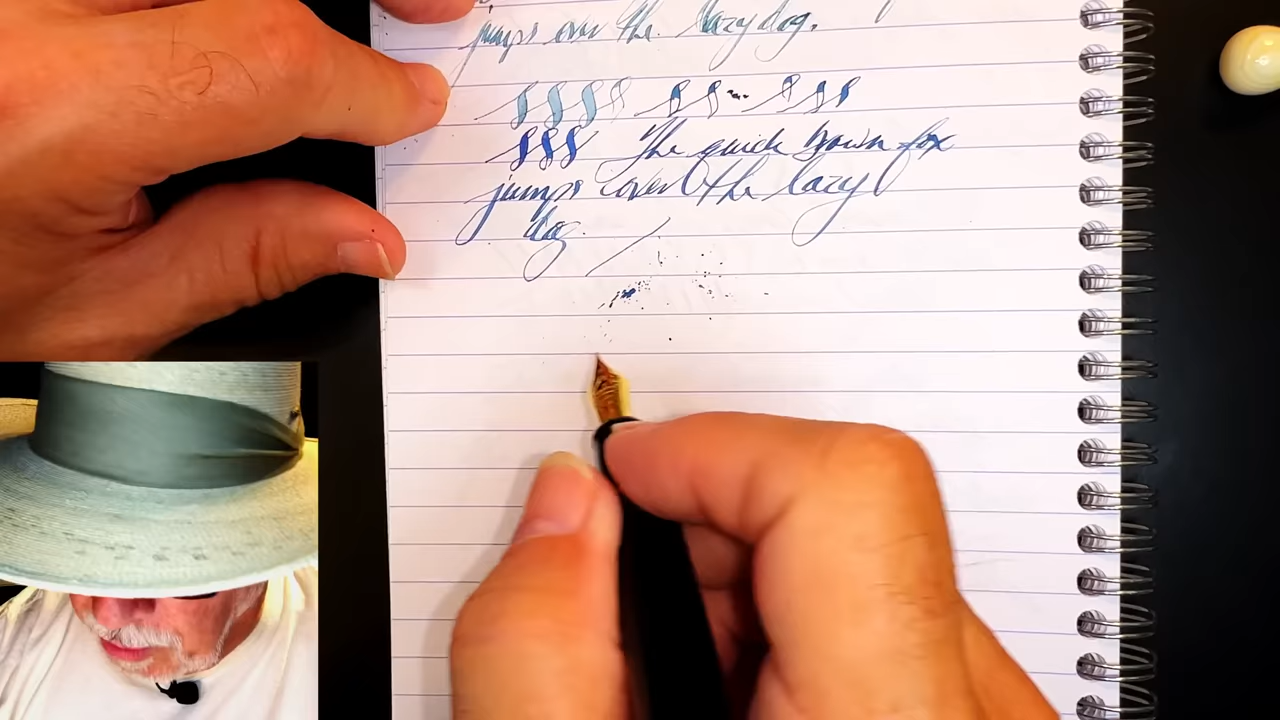 jumps over the lazy dog.
The quick brown fox
jumps over the lazy
dog.